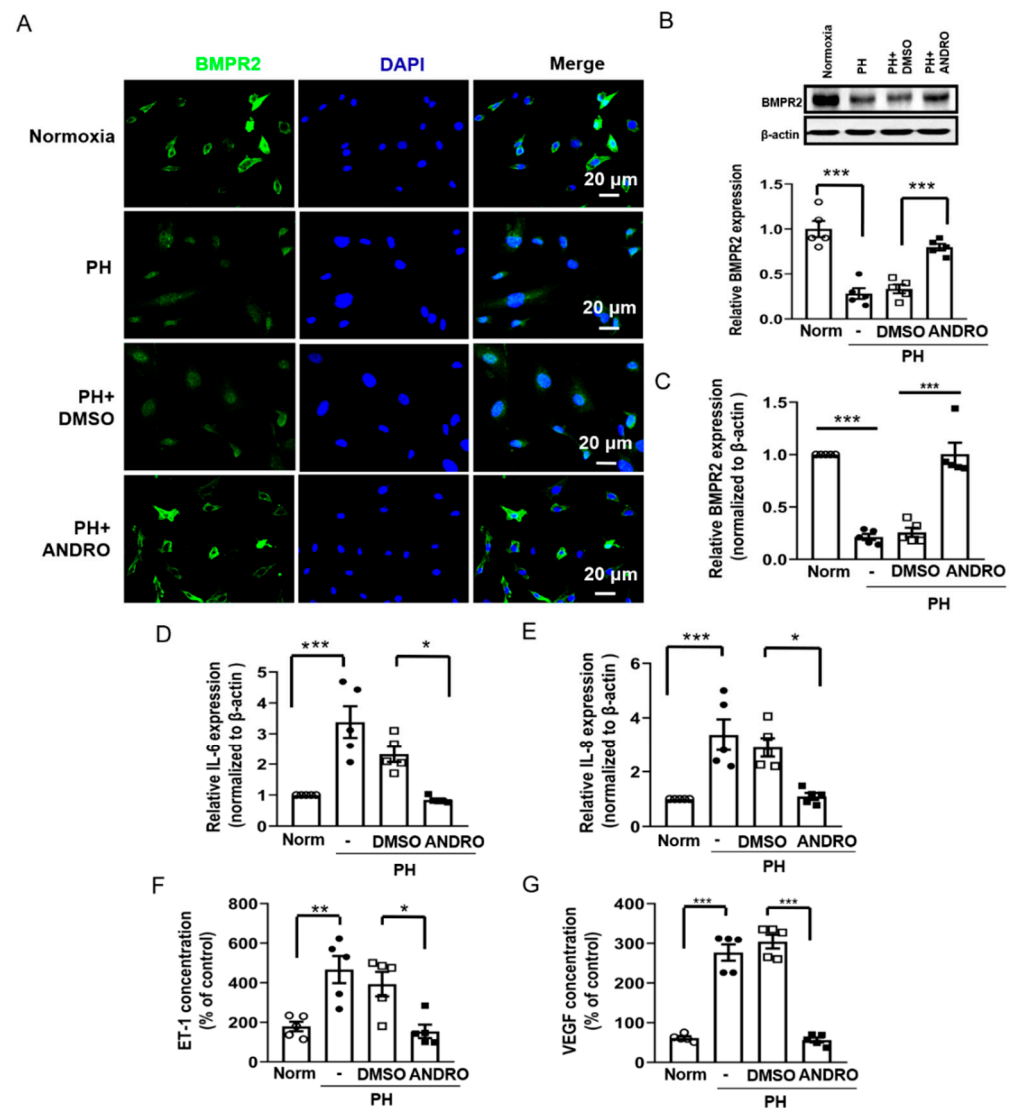 A
BMPR2 DAPI Merge
Normoxia
20 μm
PH
20 μm
PH+
DMSO
20 μm
PH+
ANDRO
20 μm
B
Normoxia
PH
PH+
DMSO
PH+
ANDRO
BMPR2
β-actin
Relative BMPR2 expression
1.5
1.0
0.5
0.0
***
***
Norm - DMSO ANDRO
PH
C
Relative BMPR2 expression
(normalized to β-actin )
1.5
1.0
0.5
0.0
***
***
Norm - DMSO ANDRO
PH
D
Relative IL-6 expression
(normalized to β-actin )
5
4
3
2
1
0
***
*
Norm - DMSO ANDRO
PH
E
Relative IL-8 expression
(normalized to β-actin )
6
4
2
0
***
*
Norm - DMSO ANDRO
PH
F
ET-1 concentration
(% of control)
800
600
400
200
0
**
*
Norm - DMSO ANDRO
PH
G
VEGF concentration
(% of control)
400
300
200
100
0
***
***
Norm - DMSO ANDRO
PH